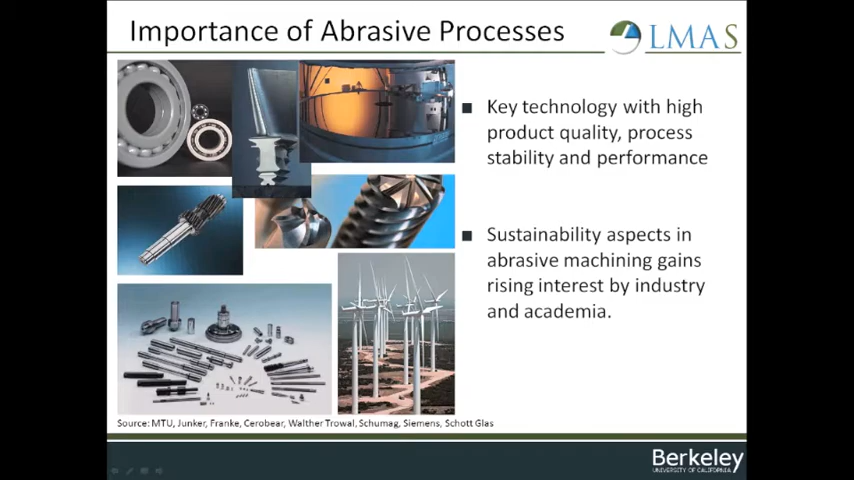 Importance of Abrasive Processes
LMAS
Key technology with high
product quality, process
stability and performance
Sustainability aspects in
abrasive machining gains
rising interest by industry
and academia.
Source: MTU, Junker, Franke, Cerobear, Walther Trowal, Schumag, Siemens, Schott Glas
Berkeley
UNIVERSITY OF CALIFORNIA